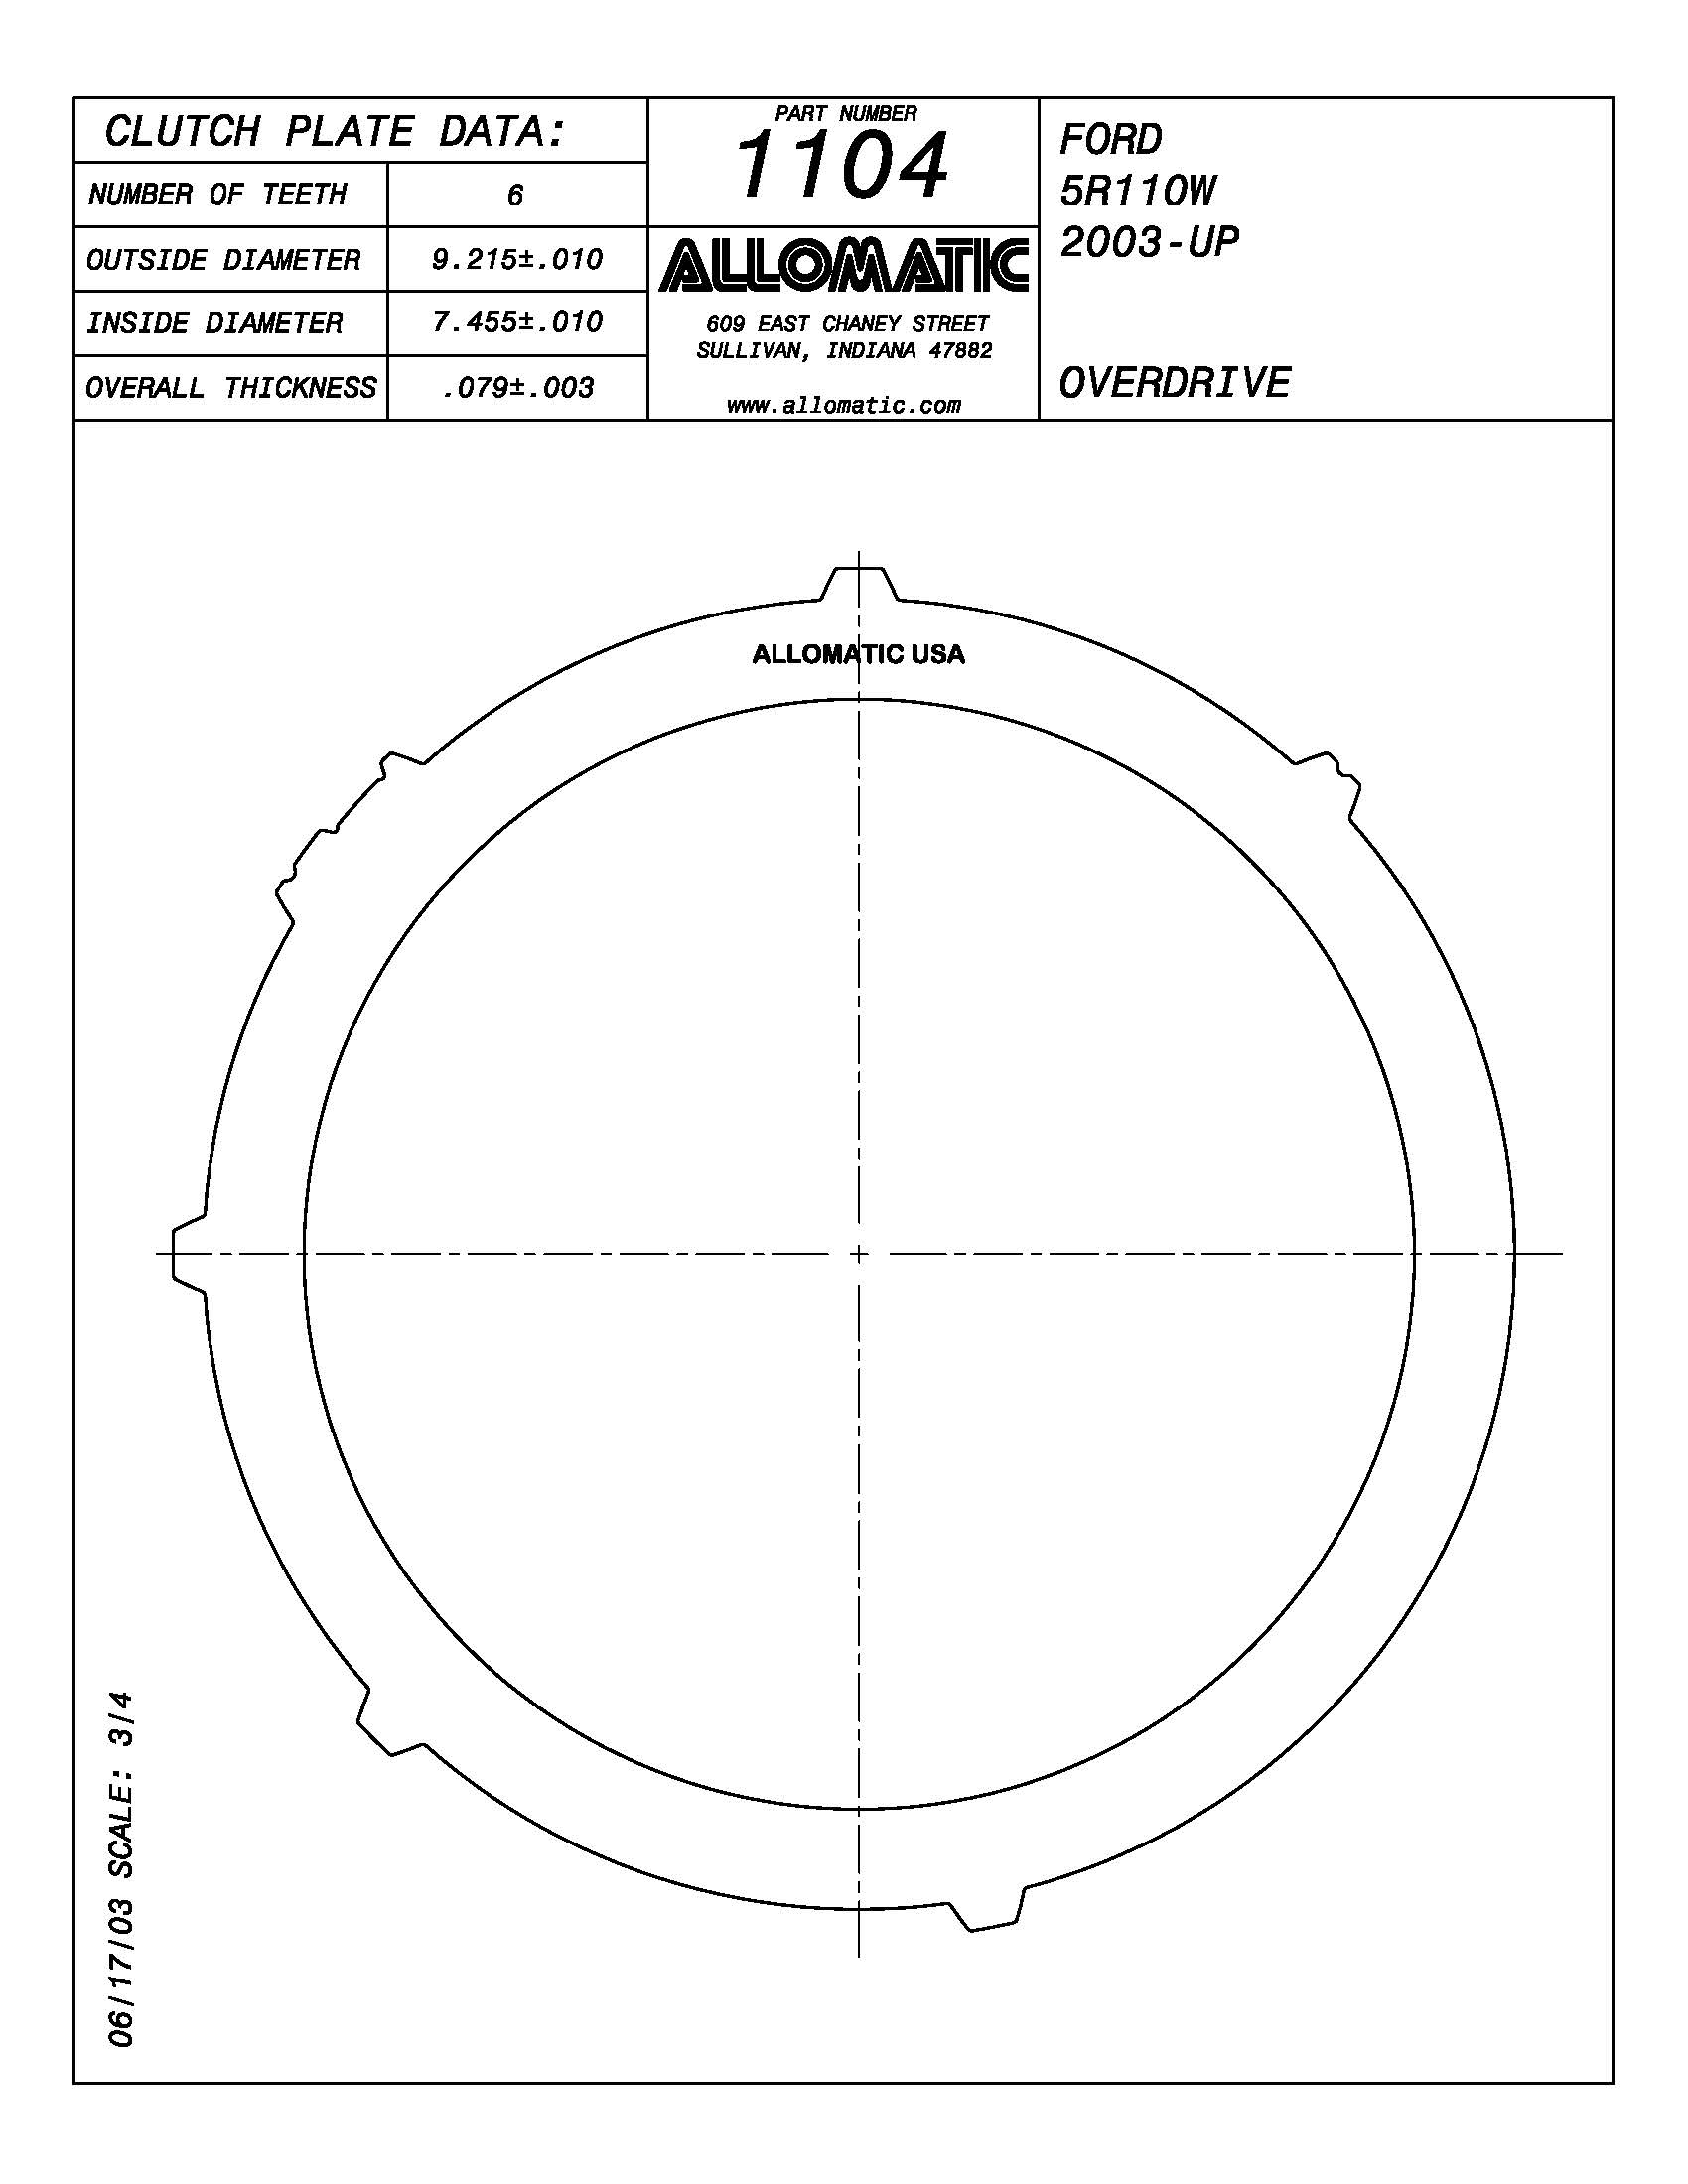 CLUTCH PLATE DATA:
NUMBER OF TEETH 6
OUTSIDE DIAMETER 9.215±.010
INSIDE DIAMETER 7.455±.010
OVERALL THICKNESS .079±.003
PART NUMBER
1104
ALLOMATIC
609 EAST CHANEY STREET
SULLIVAN, INDIANA 47882
www.allomatic.com
FORD
5R110W
2003-UP
OVERDRIVE
ALLOMATIC USA
06/17/03 SCALE: 3/4